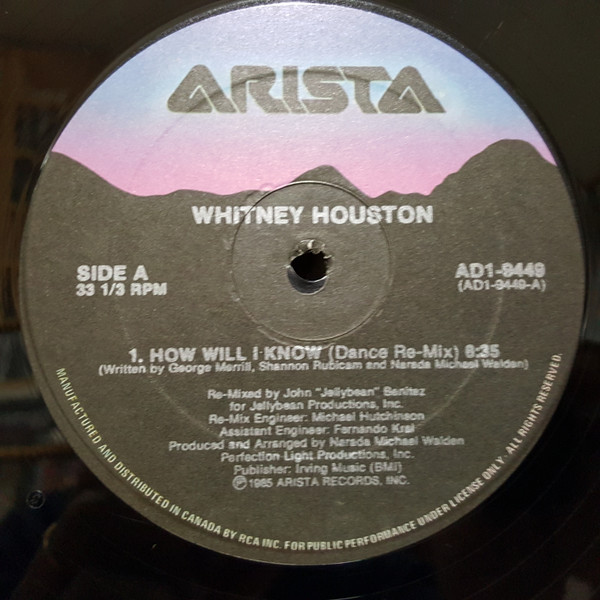 ARISTA
WHITNEY HOUSTON
SIDE A
33 1/3 RPM
AD1-9449
(AD1-9449-A)
1. HOW WILL I KNOW (Dance Re-Mix) 6:35
(Written by George Merrill, Shannon Rubicam and Narada Michael Walden)
Re-Mixed by John "Jellybean" Benitez
for Jellybean Productions, Inc.
Re-Mix Engineer: Michael Hutchinson
Assistant Engineer: Fernando Kral
Produced and Arranged by Narada Michael Walden
Perfection Light Productions, Inc.
Publisher: Irving Music (BMI)
℗1985 ARISTA RECORDS, INC.
MANUFACTURED AND DISTRIBUTED IN CANADA BY RCA INC. FOR PUBLIC PERFORMANCE UNDER LICENSE ONLY. ALL RIGHTS RESERVED.